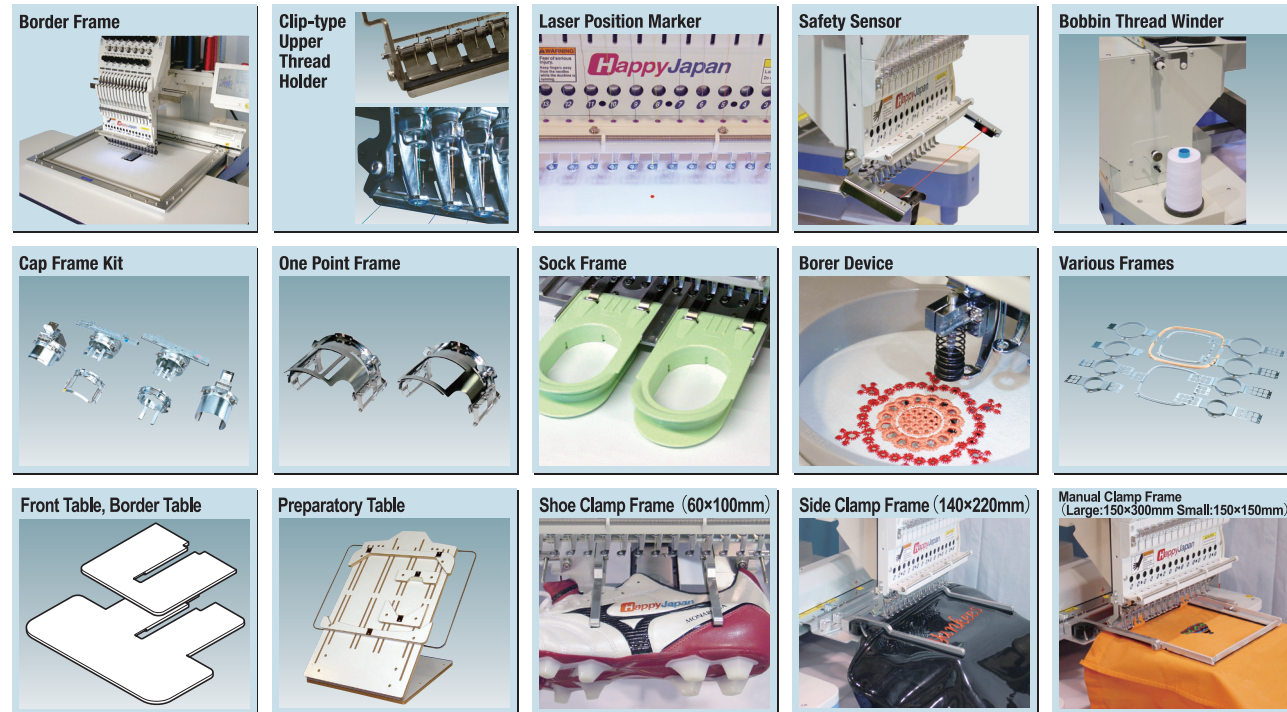 Border Frame
Clip-type
Upper
Thread
Holder
Laser Position Marker
WARNING
HappyJapan
Safety Sensor
HappyJapan
Bobbin Thread Winder
Cap Frame Kit
One Point Frame
Sock Frame
Borer Device
Various Frames
Front Table, Border Table
Preparatory Table
Shoe Clamp Frame (60×100mm)
HappyJapan
MONAR
Side Clamp Frame (140×220mm)
HappyJapan
Manual Clamp Frame
(Large:150×300mm Small:150×150mm)
HappyJapan